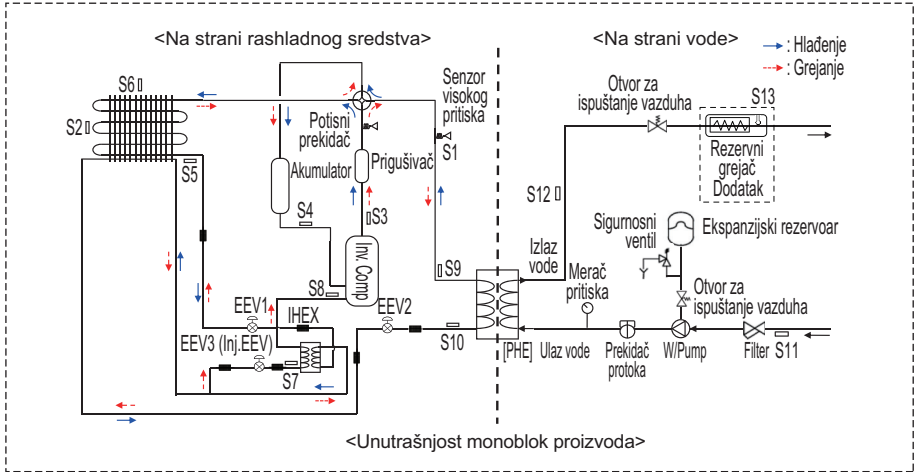 <Na strani rashladnog sredstva>
<Na strani vode>
: Hlađenje
: Grejanje
S6
S2
S5
Potisni
prekidač
Senzor
visokog
pritiska
S1
Akumulator
Prigušivač
S4
S3
Inv. Comp
S8
S9
EEV1
IHEX
EEV2
EEV3 (Inj.EEV)
S7
S10
Otvor za
ispuštanje vazduha
S13
Rezervni
grejač
Dodatak
S12
Izlaz
vode
Sigurnosni
ventil
Ekspanzijski rezervoar
Merač
pritiska
Otvor za
ispuštanje vazduha
[PHE]
Ulaz vode
Prekidač
protoka
W/Pump
Filter
S11
<Unutrašnjost monoblok proizvoda>